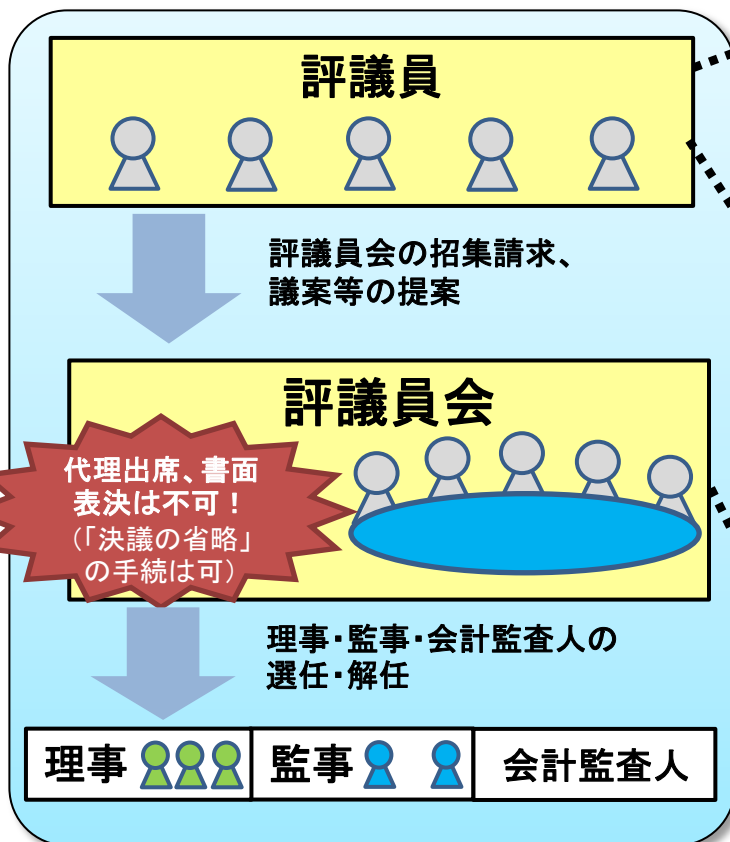 評議員
評議員会の招集請求、
議案等の提案
評議員会
代理出席、書面
表決は不可！
（「決議の省略」
の手続は可）
理事・監事・会計監査人の
選任・解任
理事
監事
会計監査人